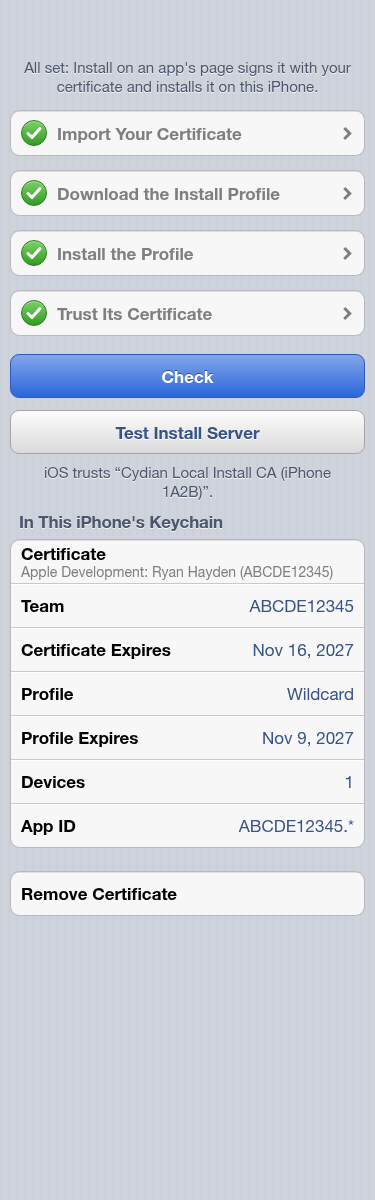 All set: Install on an app's page signs it with your
certificate and installs it on this iPhone.
Import Your Certificate
Download the Install Profile
Install the Profile
Trust Its Certificate
Check
Test Install Server
iOS trusts “Cydian Local Install CA (iPhone
1A2B)”.
In This iPhone's Keychain
Certificate
Apple Development: Ryan Hayden (ABCDE12345)
Team ABCDE12345
Certificate Expires Nov 16, 2027
Profile Wildcard
Profile Expires Nov 9, 2027
Devices 1
App ID ABCDE12345.*
Remove Certificate